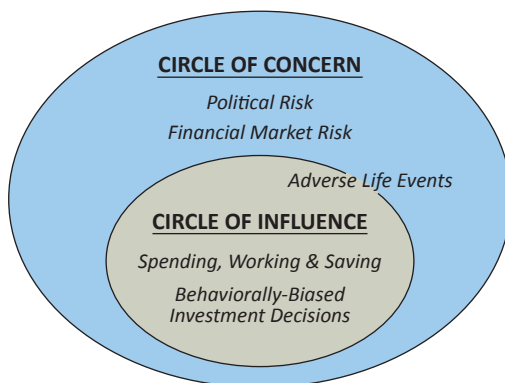 CIRCLE OF CONCERN
Political Risk
Financial Market Risk
Adverse Life Events
CIRCLE OF INFLUENCE
Spending, Working & Saving
Behaviorally-Biased
Investment Decisions